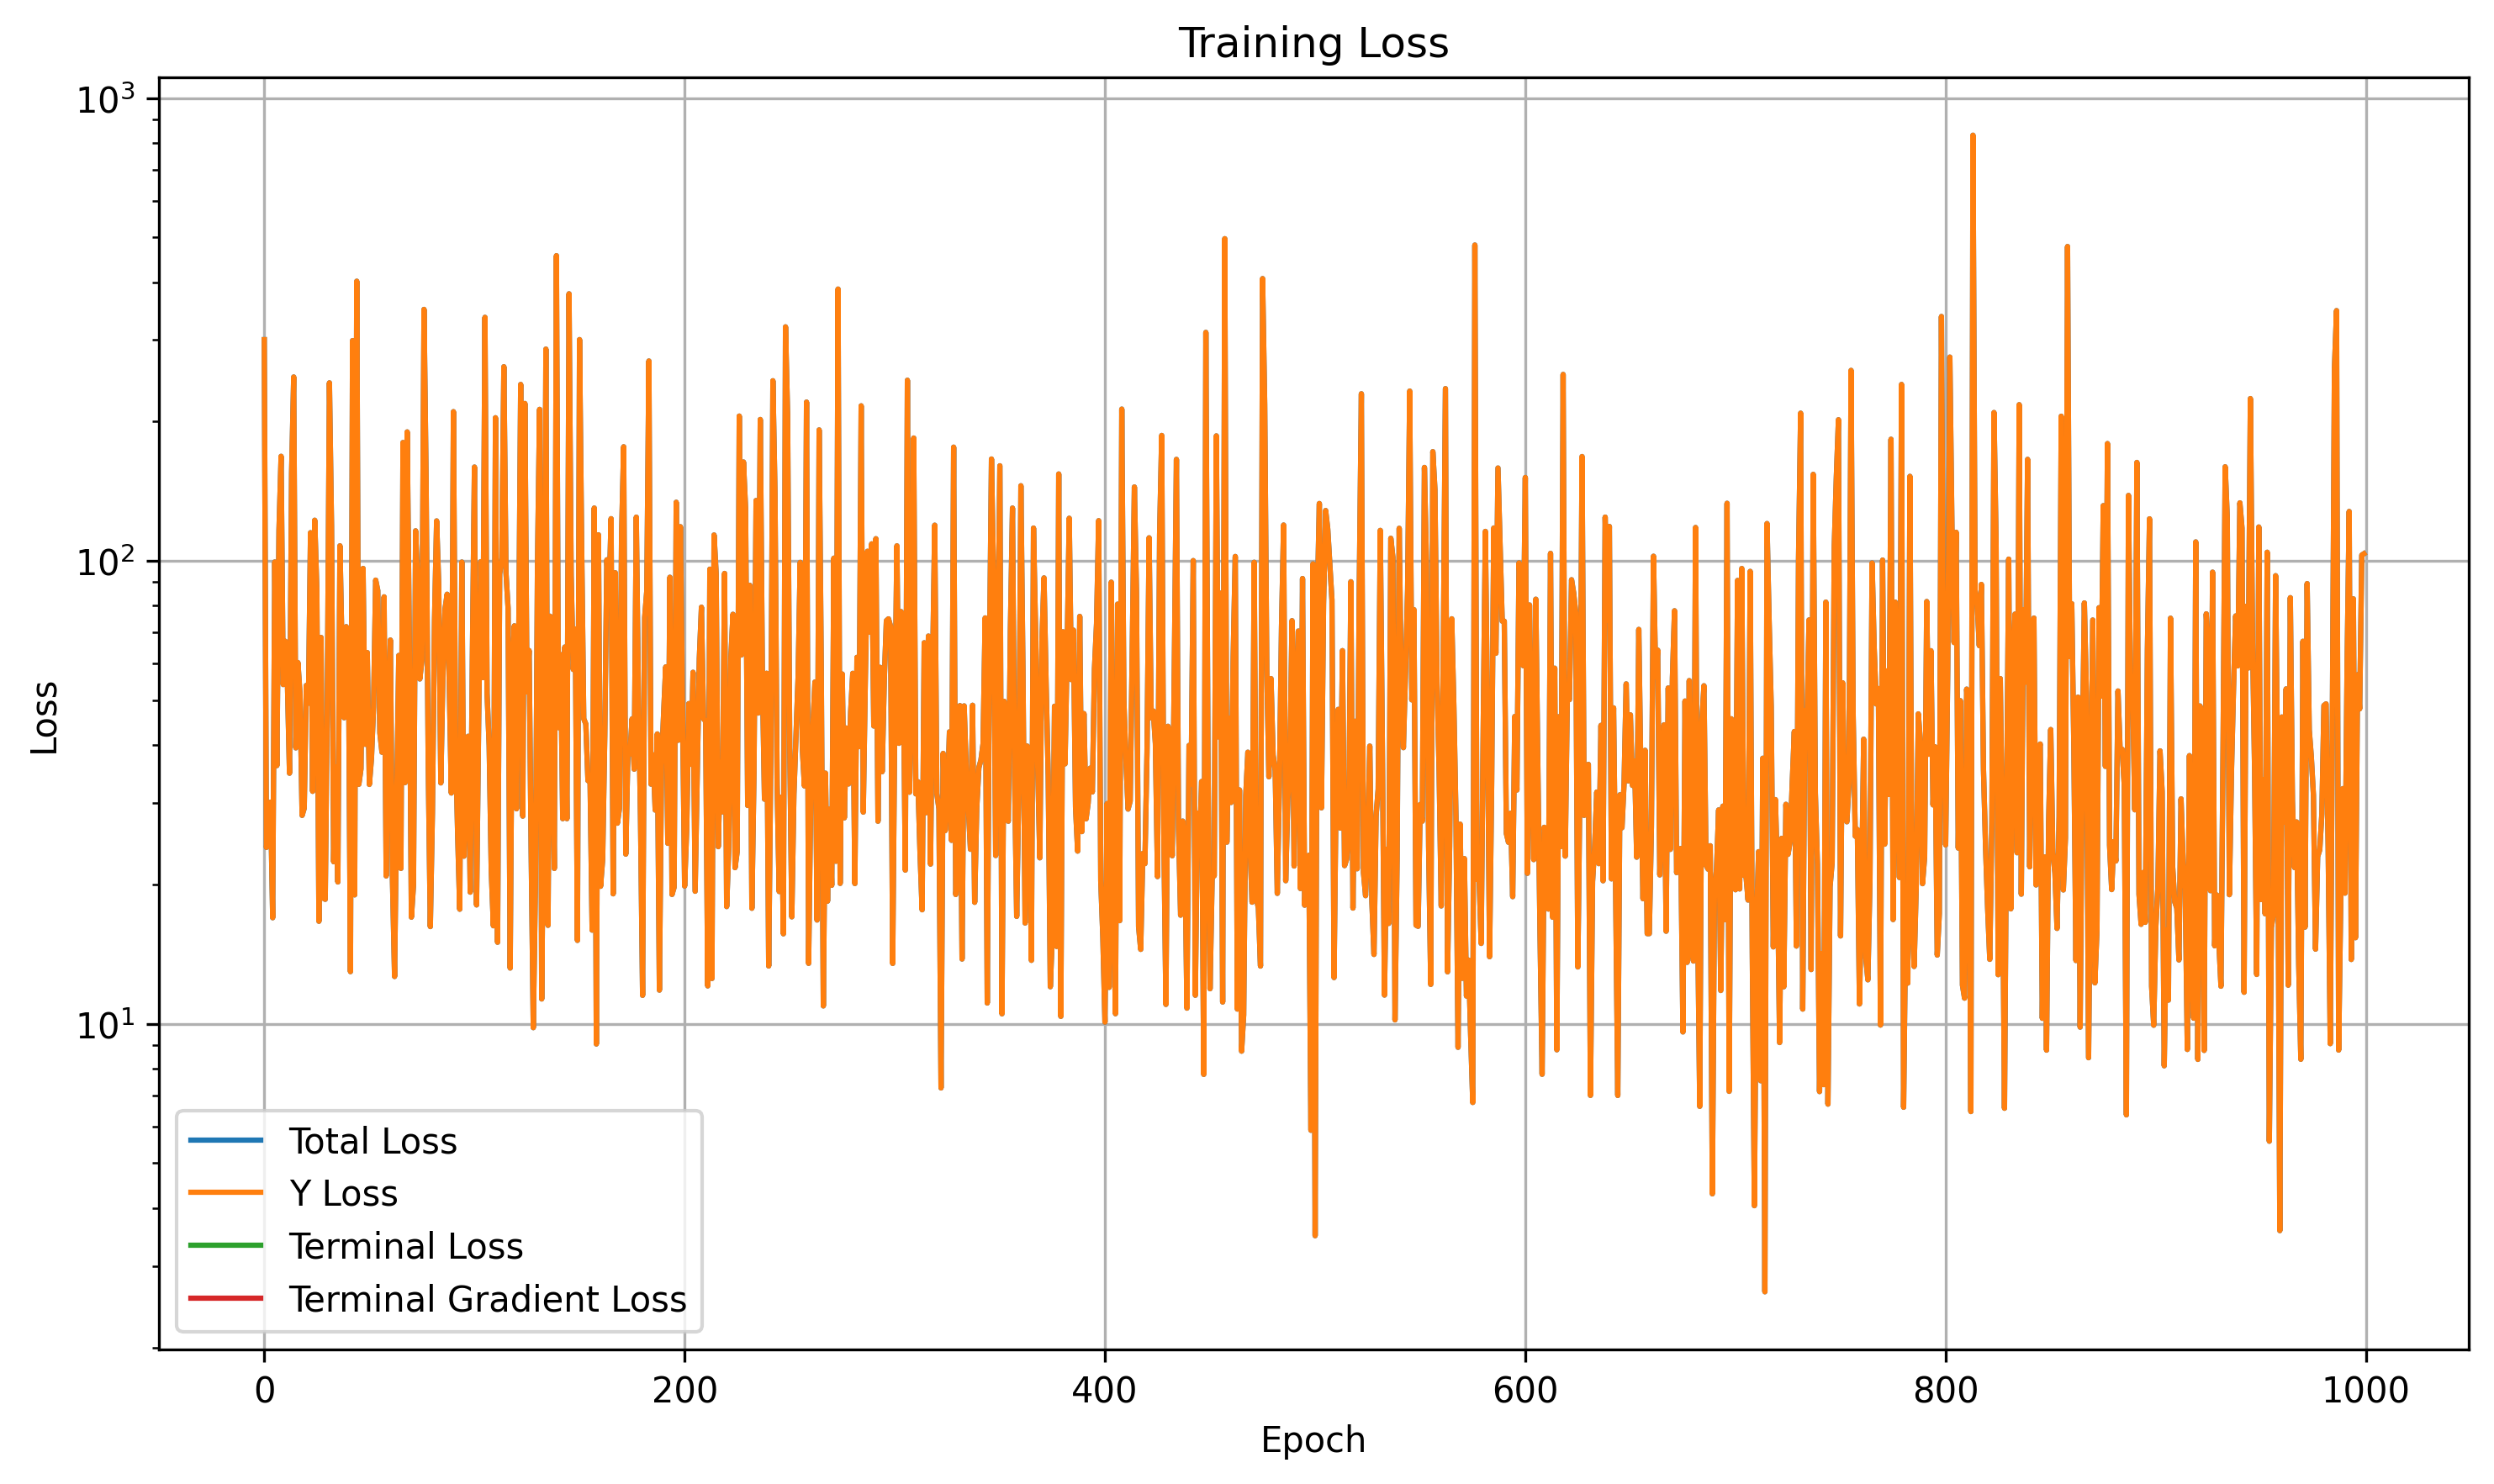 Training Loss
10³
10²
10¹
Loss
Total Loss
Y Loss
Terminal Loss
Terminal Gradient Loss
0 200 400 600 800 1000
Epoch